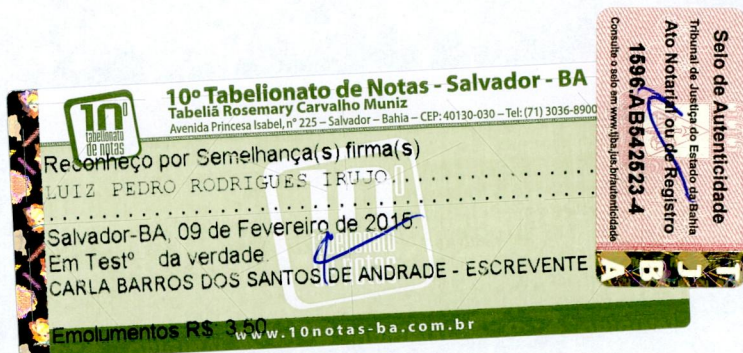 10º
tabelionato
de notas
10º Tabelionato de Notas - Salvador - BA
Tabeliã Rosemary Carvalho Muniz
Avenida Princesa Isabel, nº 225 – Salvador – Bahia – CEP: 40130-030 – Tel: (71) 3036-8900
Reconheço por Semelhança(s) firma(s)
LUIZ PEDRO RODRIGUES IRUJO
Salvador-BA, 09 de Fevereiro de 2015.
Em Testº da verdade.
CARLA BARROS DOS SANTOS DE ANDRADE - ESCREVENTE
Emolumentos R$ 3,50
www.10notas-ba.com.br
Selo de Autenticidade
Tribunal de Justiça do Estado da Bahia
Ato Notarial ou de Registro
1596.AB542523-4
Consulte o selo em www.tjba.jus.br/autenticidade
TJBA